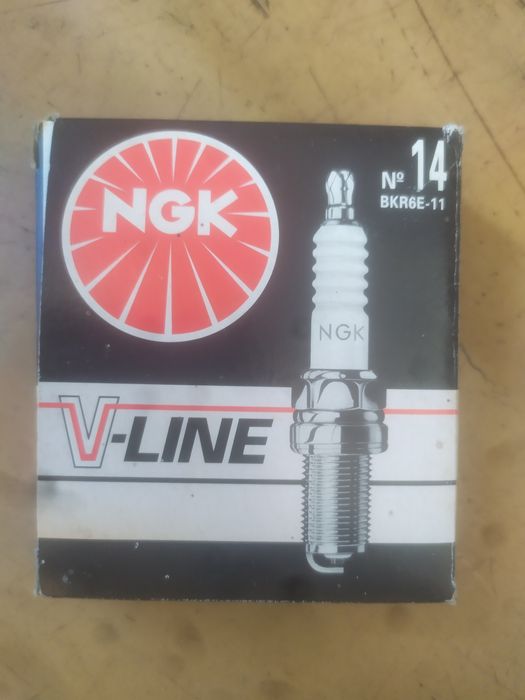 NGK
Nº 14
BKR6E-11
NGK
V-LINE